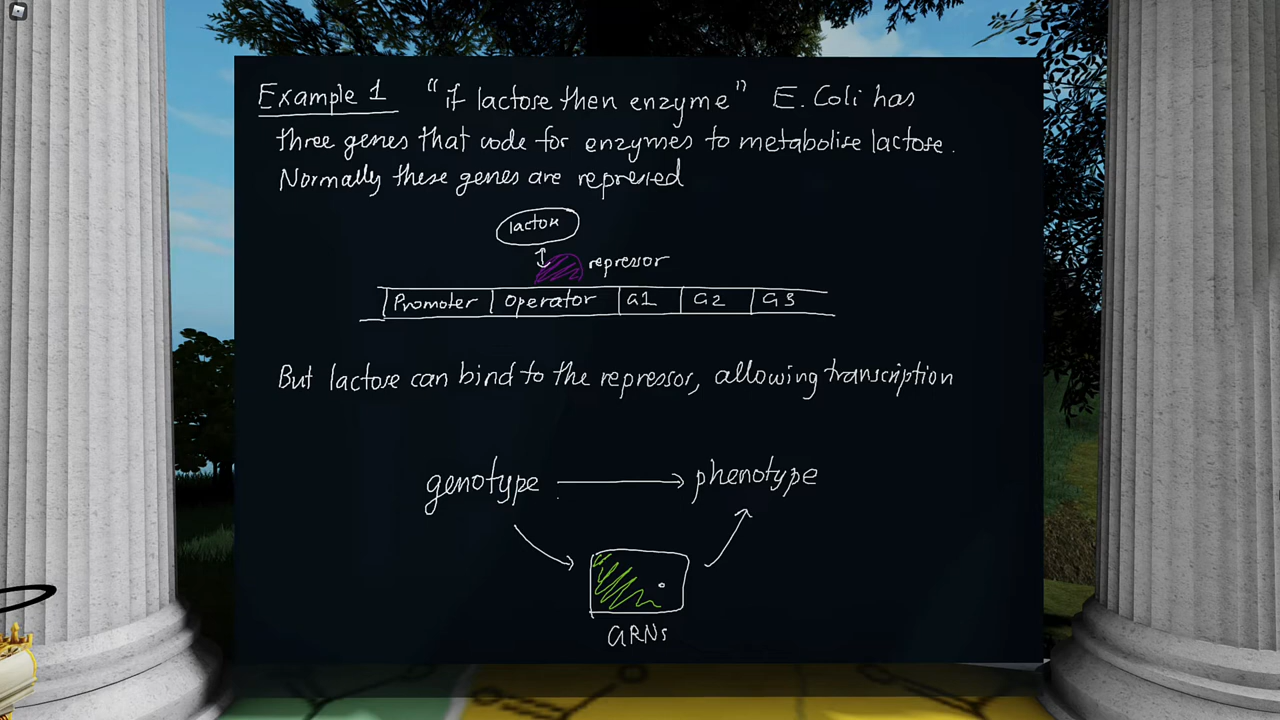 Example 1 "if lactose then enzyme" E. Coli has
three genes that code for enzymes to metabolise lactose.
Normally these genes are repressed
lactose
repressor
Promoter Operator G1 G2 G3
But lactose can bind to the repressor, allowing transcription
genotype phenotype
GRNs